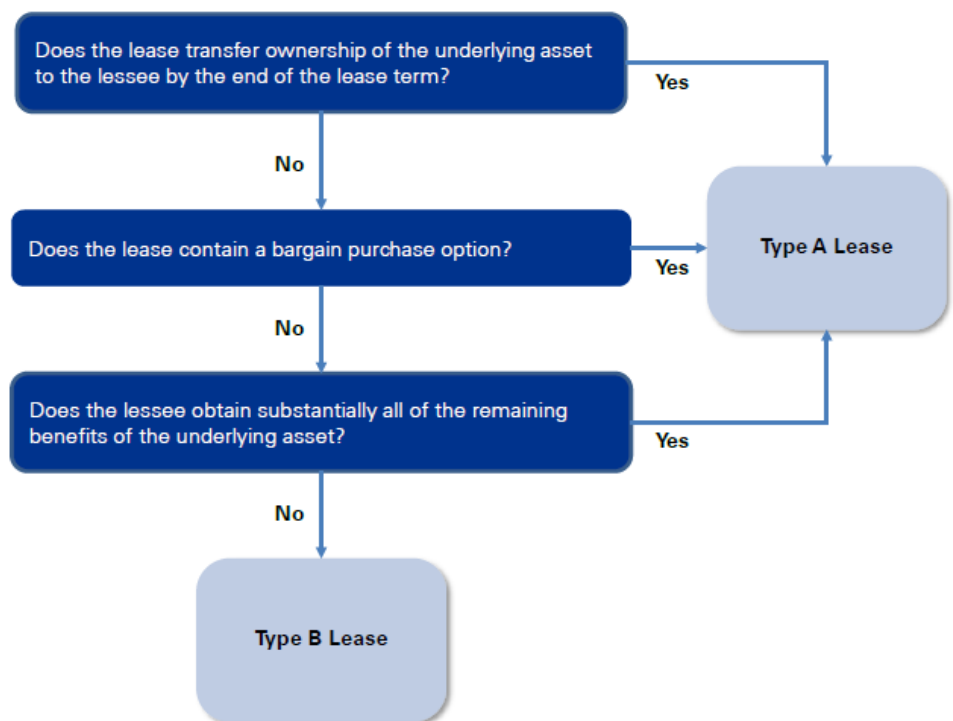 Does the lease transfer ownership of the underlying asset
to the lessee by the end of the lease term?
Yes
No
Does the lease contain a bargain purchase option?
Yes
Type A Lease
No
Does the lessee obtain substantially all of the remaining
benefits of the underlying asset?
Yes
No
Type B Lease